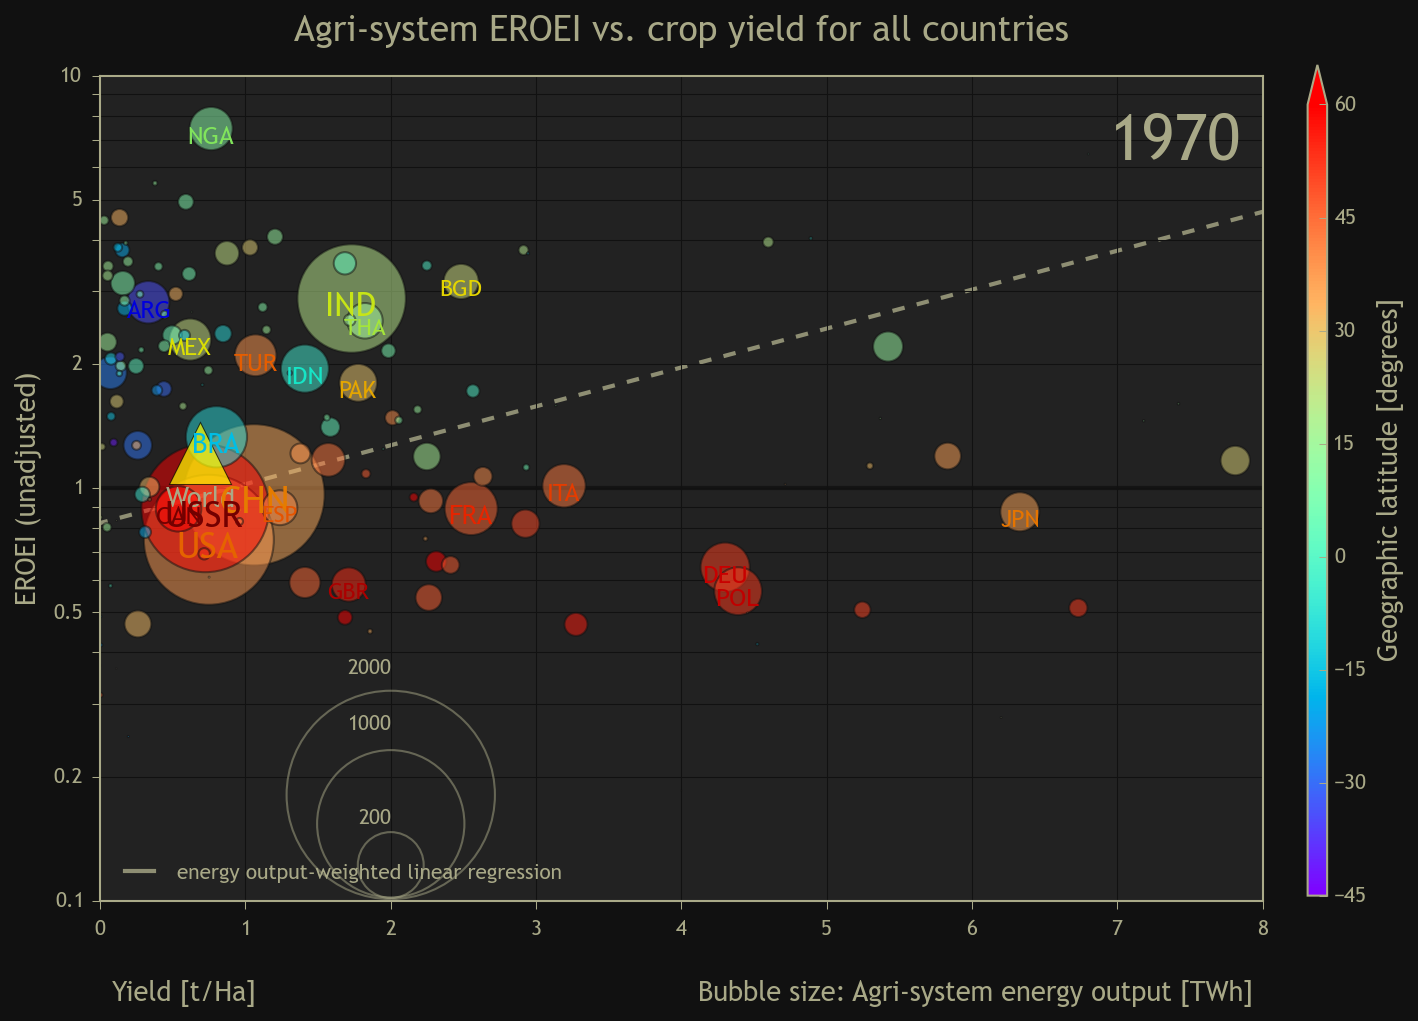 Agri-system EROEI vs. crop yield for all countries
1970
EROEI (unadjusted)
10
5
2
1
0.5
0.2
0.1
NGA
ARG
IND
THA
BGD
MEX
TUR
IDN
PAK
BRA
World
CHN
CAN
USSR
ESP
USA
FRA
ITA
JPN
GBR
DEU
POL
2000
1000
200
energy output-weighted linear regression
0 1 2 3 4 5 6 7 8
Yield [t/Ha]
Bubble size: Agri-system energy output [TWh]
60
45
30
15
0
−15
−30
−45
Geographic latitude [degrees]